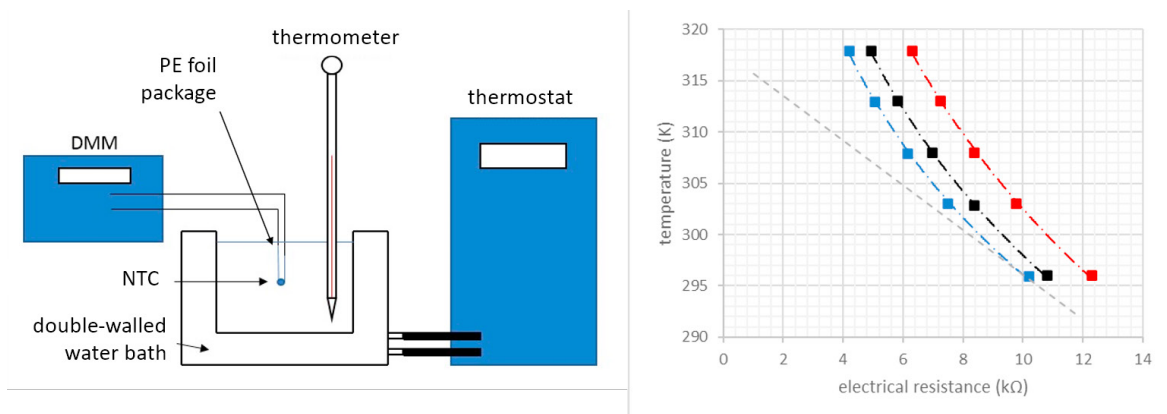 thermometer
PE foil
package
thermostat
DMM
NTC
double-walled
water bath
temperature (K)
320
315
310
305
300
295
290
0
2
4
6
8
10
12
14
electrical resistance (kΩ)